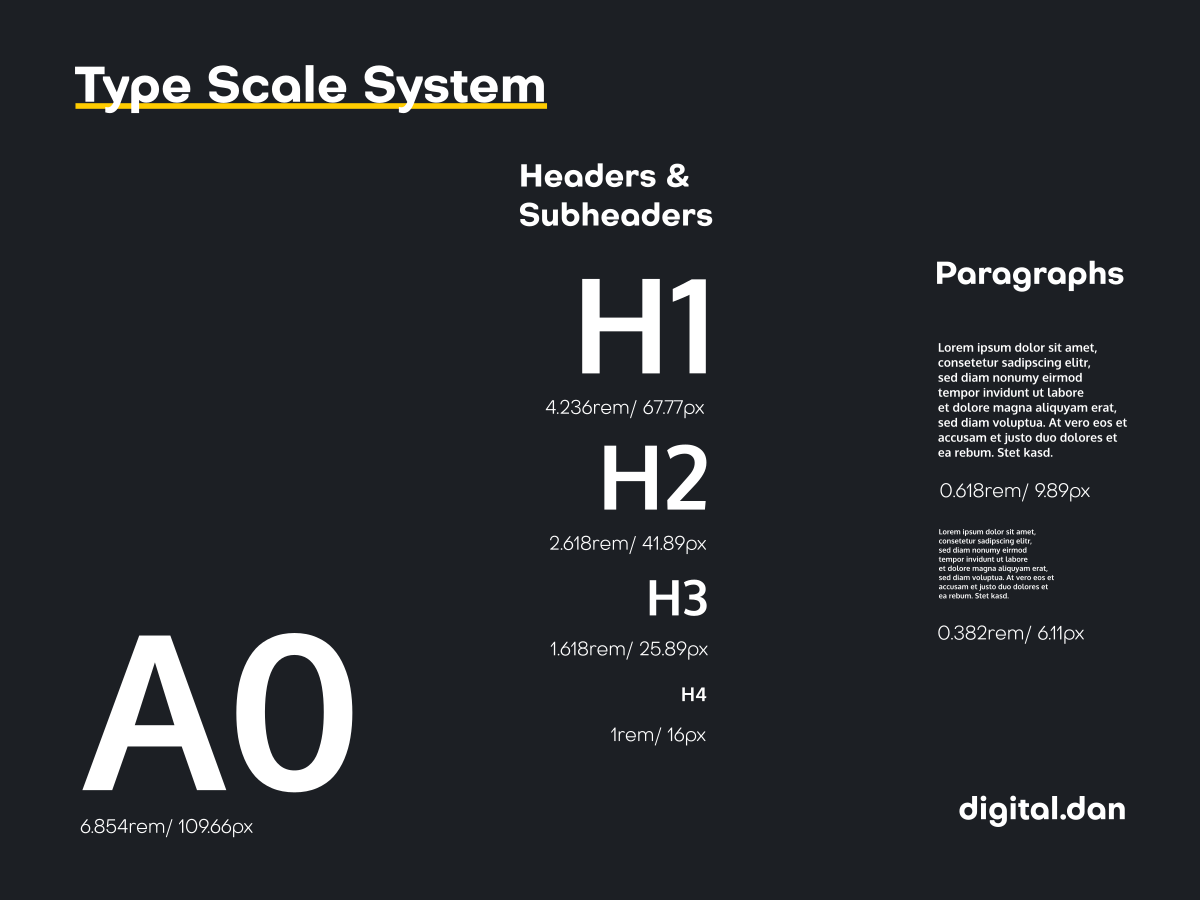 Type Scale System
Headers &
Subheaders
H1
4.236rem/ 67.77px
H2
2.618rem/ 41.89px
H3
1.618rem/ 25.89px
H4
1rem/ 16px
Paragraphs
Lorem ipsum dolor sit amet,
consetetur sadipscing elitr,
sed diam nonumy eirmod
tempor invidunt ut labore
et dolore magna aliquyam erat,
sed diam voluptua. At vero eos et
accusam et justo duo dolores et
ea rebum. Stet kasd.
0.618rem/ 9.89px
Lorem ipsum dolor sit amet,
consetetur sadipscing elitr,
sed diam nonumy eirmod
tempor invidunt ut labore
et dolore magna aliquyam erat,
sed diam voluptua. At vero eos et
accusam et justo duo dolores et
ea rebum. Stet kasd.
0.382rem/ 6.11px
A0
6.854rem/ 109.66px
digital.dan